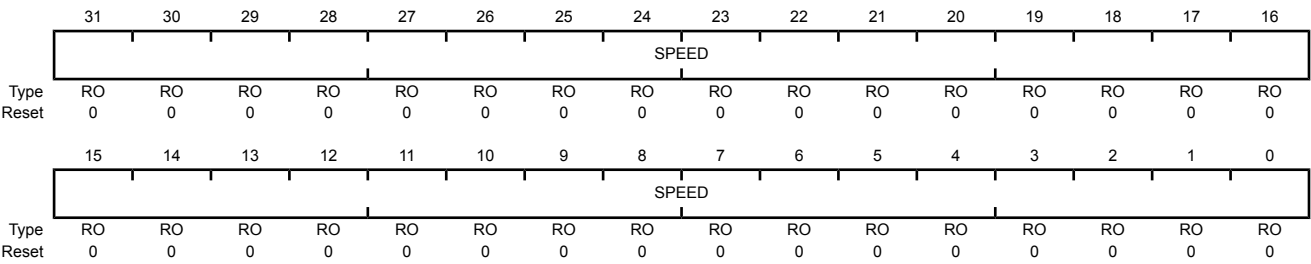 31 30 29 28 27 26 25 24 23 22 21 20 19 18 17 16
SPEED
Type RO RO RO RO RO RO RO RO RO RO RO RO RO RO RO RO
Reset 0 0 0 0 0 0 0 0 0 0 0 0 0 0 0 0
15 14 13 12 11 10 9 8 7 6 5 4 3 2 1 0
SPEED
Type RO RO RO RO RO RO RO RO RO RO RO RO RO RO RO RO
Reset 0 0 0 0 0 0 0 0 0 0 0 0 0 0 0 0